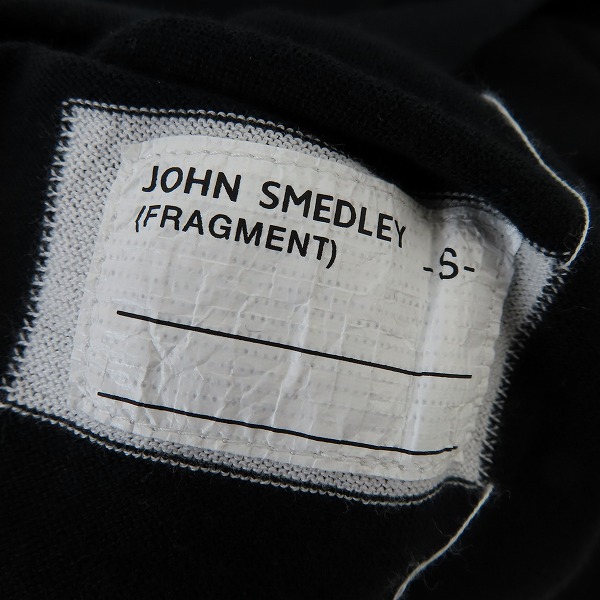 JOHN SMEDLEY
(FRAGMENT) -S-